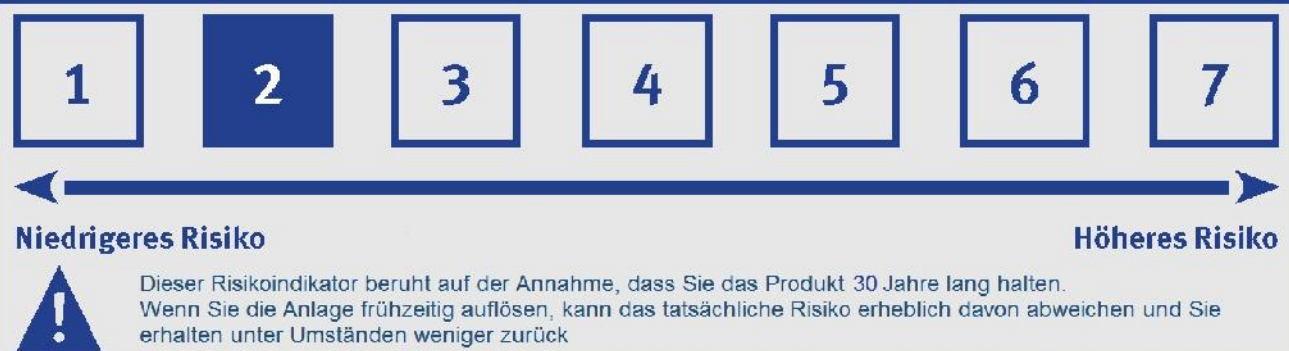 1 2 3 4 5 6 7
Niedrigeres Risiko Höheres Risiko
!
Dieser Risikoindikator beruht auf der Annahme, dass Sie das Produkt 30 Jahre lang halten.
Wenn Sie die Anlage frühzeitig auflösen, kann das tatsächliche Risiko erheblich davon abweichen und Sie
erhalten unter Umständen weniger zurück